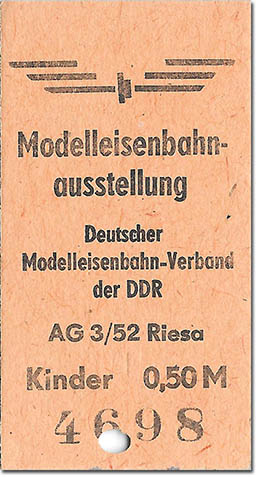 Modelleisenbahn-
ausstellung
Deutscher
Modelleisenbahn-Verband
der DDR
AG 3/52 Riesa
Kinder 0,50 M
4698